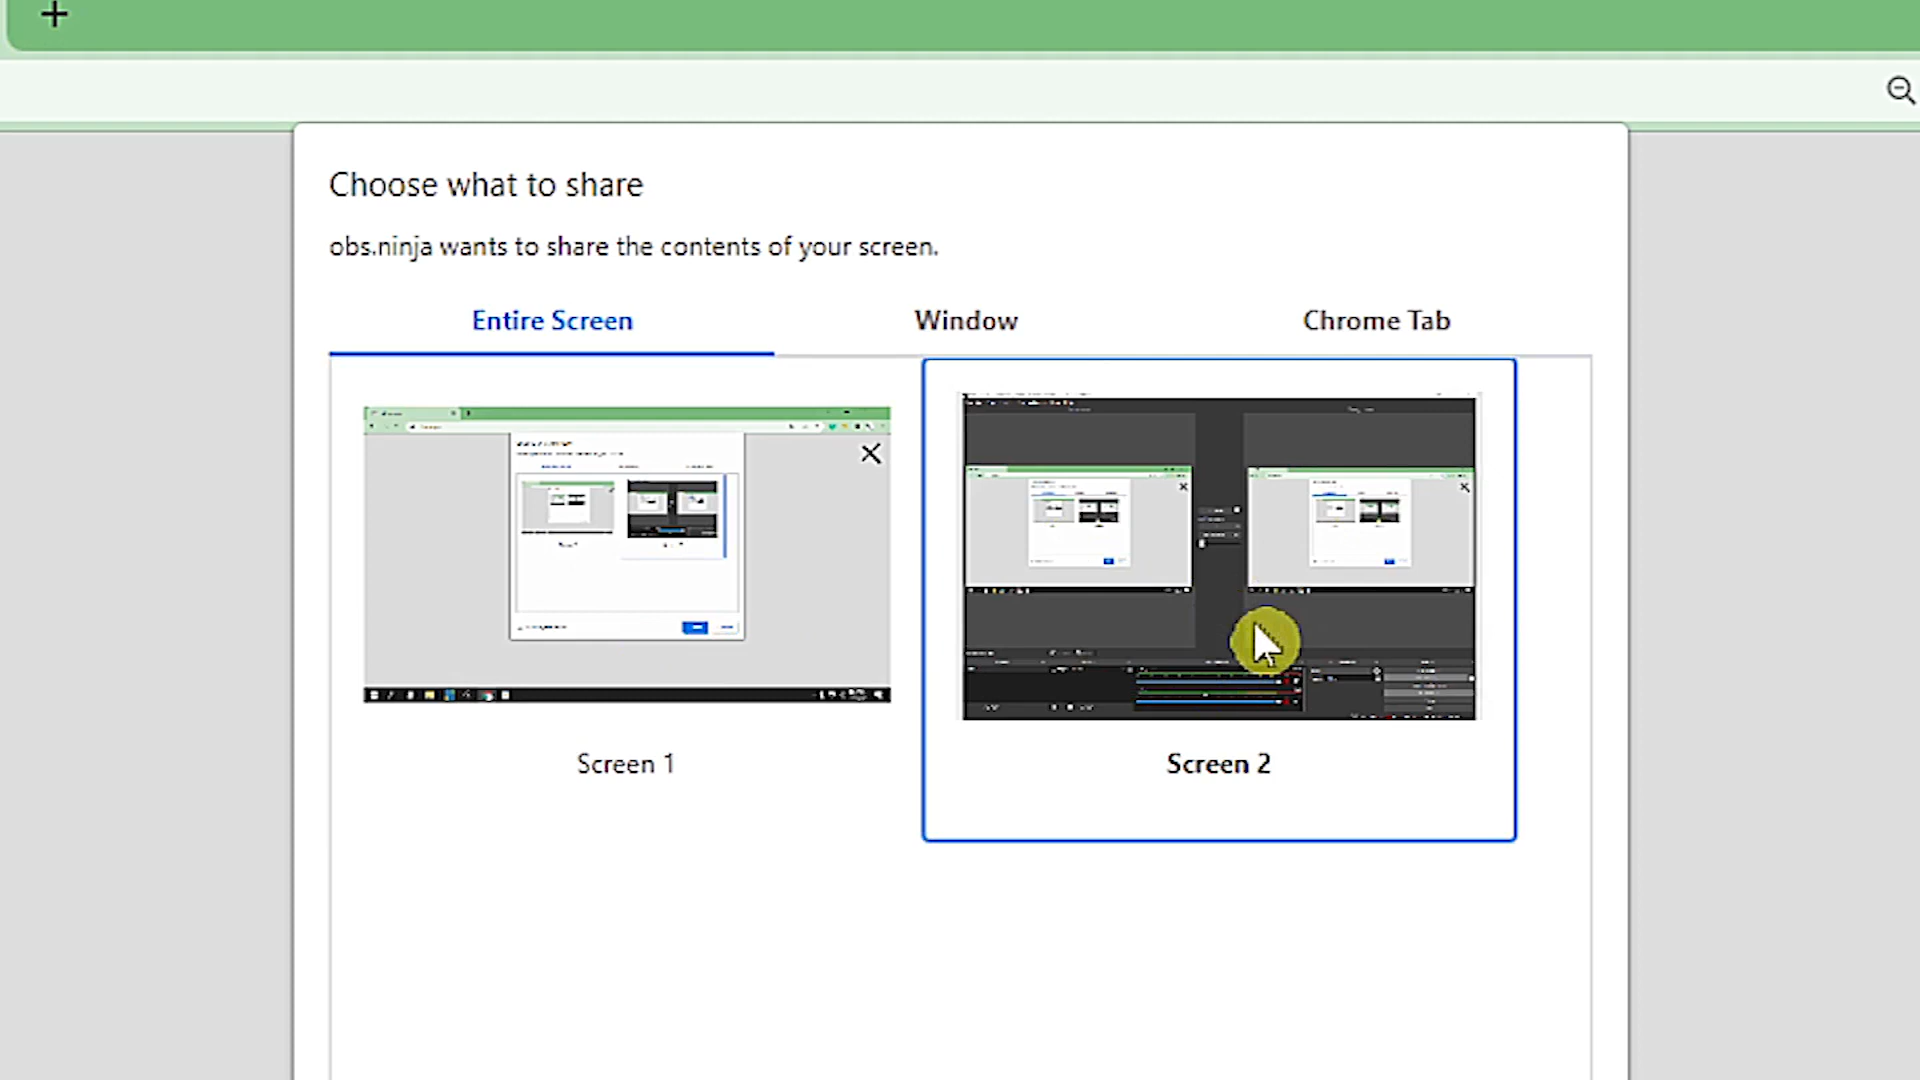 Choose what to share
obs.ninja wants to share the contents of your screen.
Entire Screen
Window
Chrome Tab
Screen 1
Screen 2